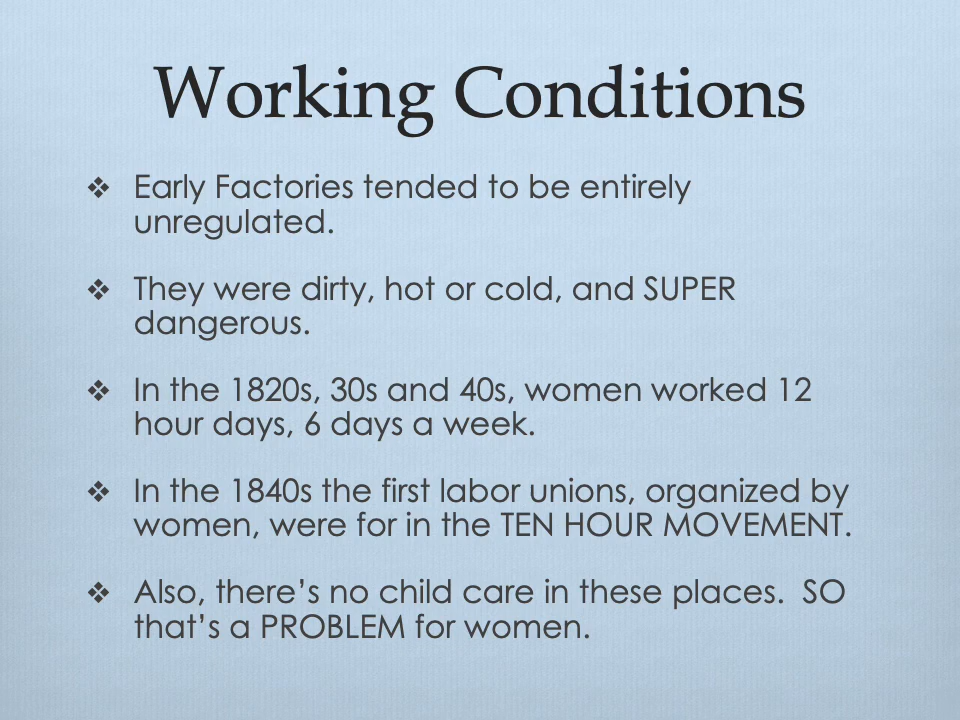 Working Conditions
❖ Early Factories tended to be entirely
unregulated.
❖ They were dirty, hot or cold, and SUPER
dangerous.
❖ In the 1820s, 30s and 40s, women worked 12
hour days, 6 days a week.
❖ In the 1840s the first labor unions, organized by
women, were for in the TEN HOUR MOVEMENT.
❖ Also, there’s no child care in these places.  SO
that’s a PROBLEM for women.